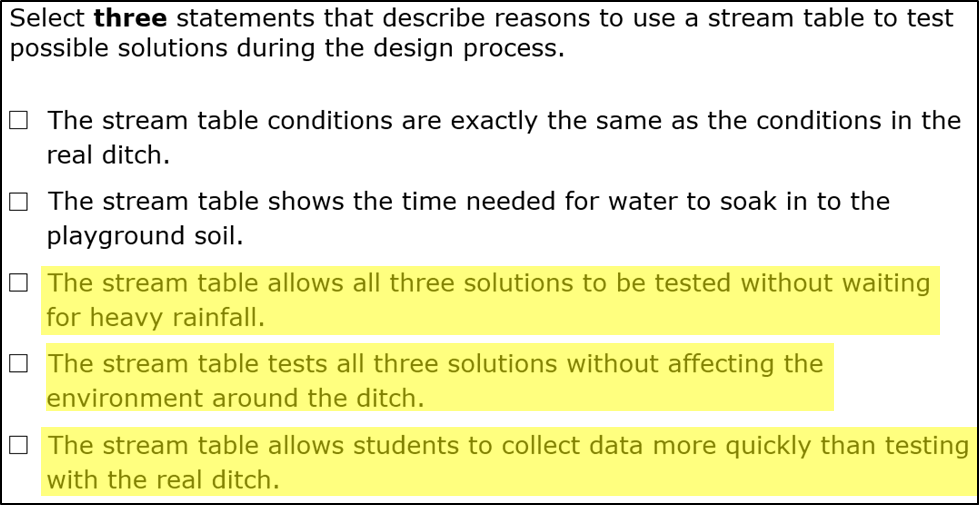 Select three statements that describe reasons to use a stream table to test
possible solutions during the design process.
The stream table conditions are exactly the same as the conditions in the
real ditch.
The stream table shows the time needed for water to soak in to the
playground soil.
The stream table allows all three solutions to be tested without waiting
for heavy rainfall.
The stream table tests all three solutions without affecting the
environment around the ditch.
The stream table allows students to collect data more quickly than testing
with the real ditch.